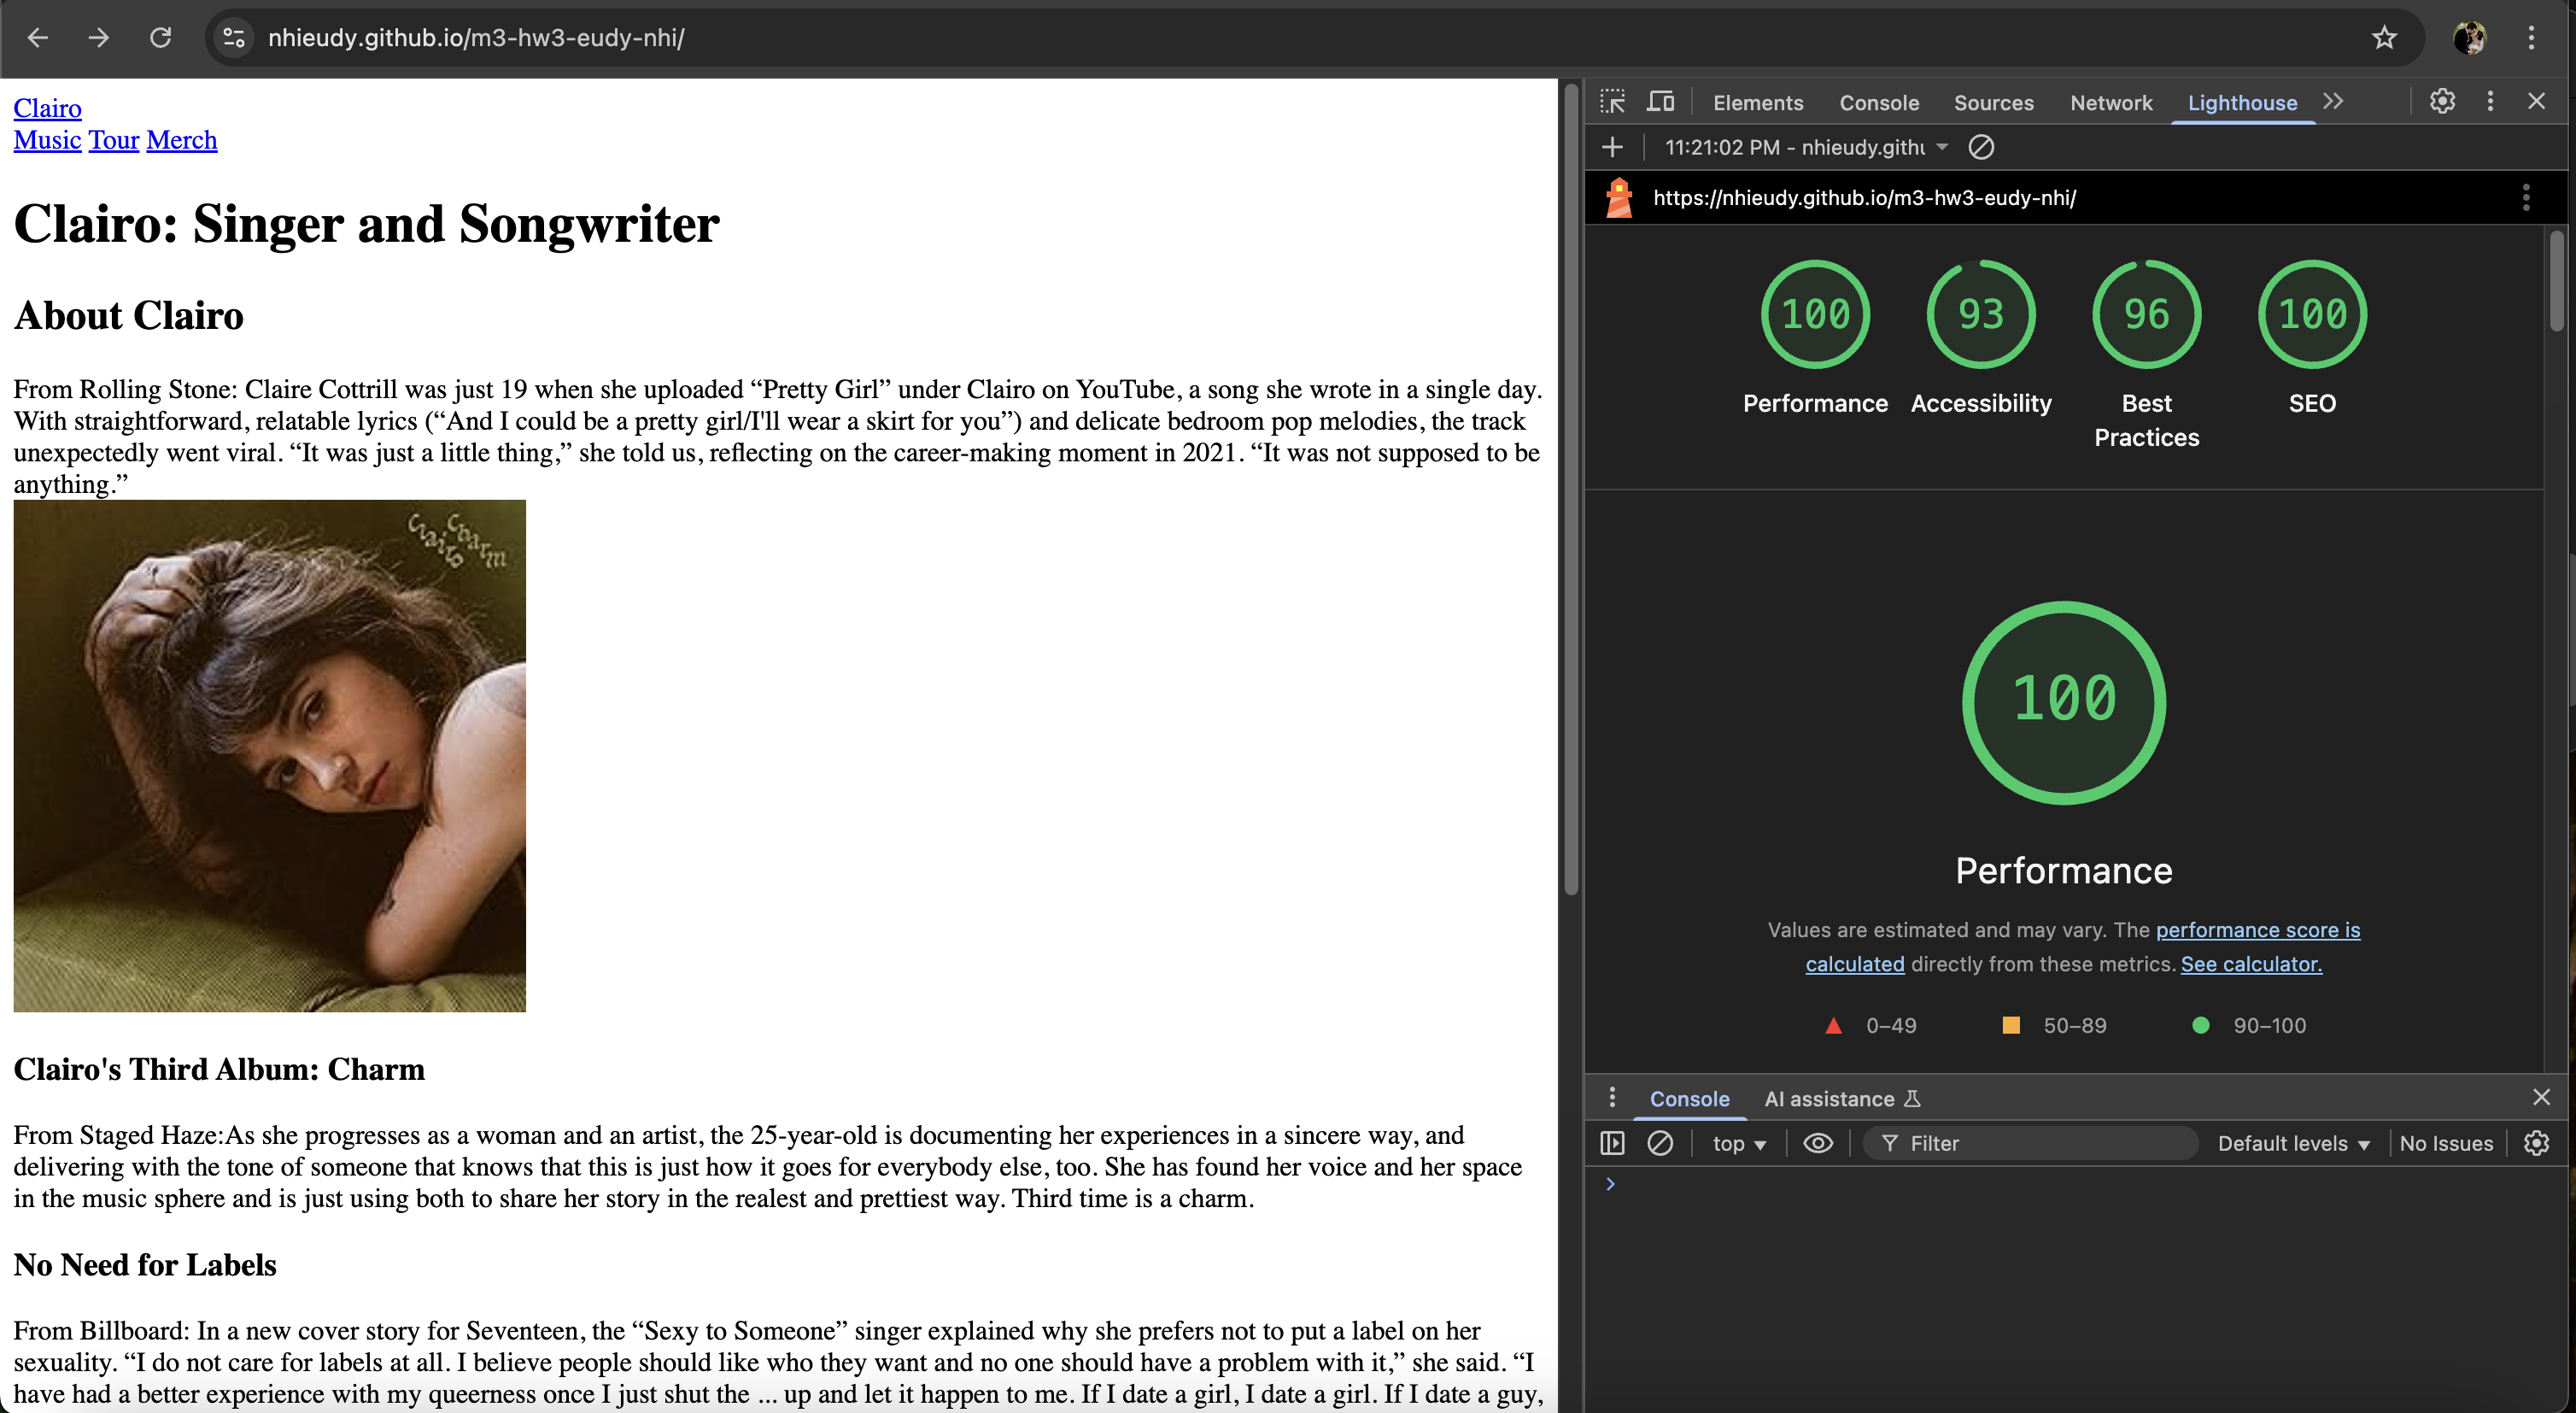 nhieudy.github.io/m3-hw3-eudy-nhi/
Clairo
Music Tour Merch
Clairo: Singer and Songwriter
About Clairo
From Rolling Stone: Claire Cottrill was just 19 when she uploaded “Pretty Girl” under Clairo on YouTube, a song she wrote in a single day.
With straightforward, relatable lyrics (“And I could be a pretty girl/I'll wear a skirt for you”) and delicate bedroom pop melodies, the track
unexpectedly went viral. “It was just a little thing,” she told us, reflecting on the career-making moment in 2021. “It was not supposed to be
anything.”
Clairo Charm
Clairo's Third Album: Charm
From Staged Haze:As she progresses as a woman and an artist, the 25-year-old is documenting her experiences in a sincere way, and
delivering with the tone of someone that knows that this is just how it goes for everybody else, too. She has found her voice and her space
in the music sphere and is just using both to share her story in the realest and prettiest way. Third time is a charm.
No Need for Labels
From Billboard: In a new cover story for Seventeen, the “Sexy to Someone” singer explained why she prefers not to put a label on her
sexuality. “I do not care for labels at all. I believe people should like who they want and no one should have a problem with it,” she said. “I
have had a better experience with my queerness once I just shut the ... up and let it happen to me. If I date a girl, I date a girl. If I date a guy,
Elements Console Sources Network Lighthouse
11:21:02 PM - nhieudy.githu
https://nhieudy.github.io/m3-hw3-eudy-nhi/
100 93 96 100
Performance Accessibility Best Practices SEO
100
Performance
Values are estimated and may vary. The performance score is
calculated directly from these metrics. See calculator.
0–49 50–89 90–100
Console AI assistance
top Filter Default levels No Issues